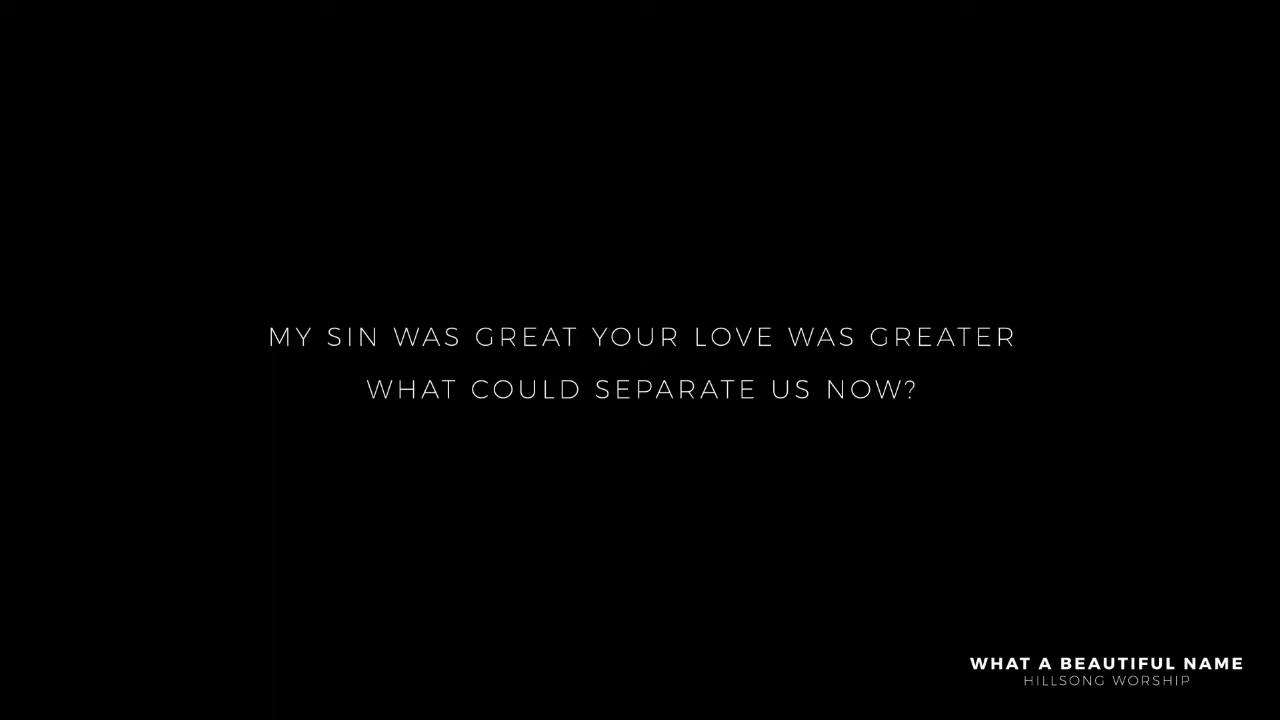 MY SIN WAS GREAT YOUR LOVE WAS GREATER
WHAT COULD SEPARATE US NOW?
WHAT A BEAUTIFUL NAME
HILLSONG WORSHIP